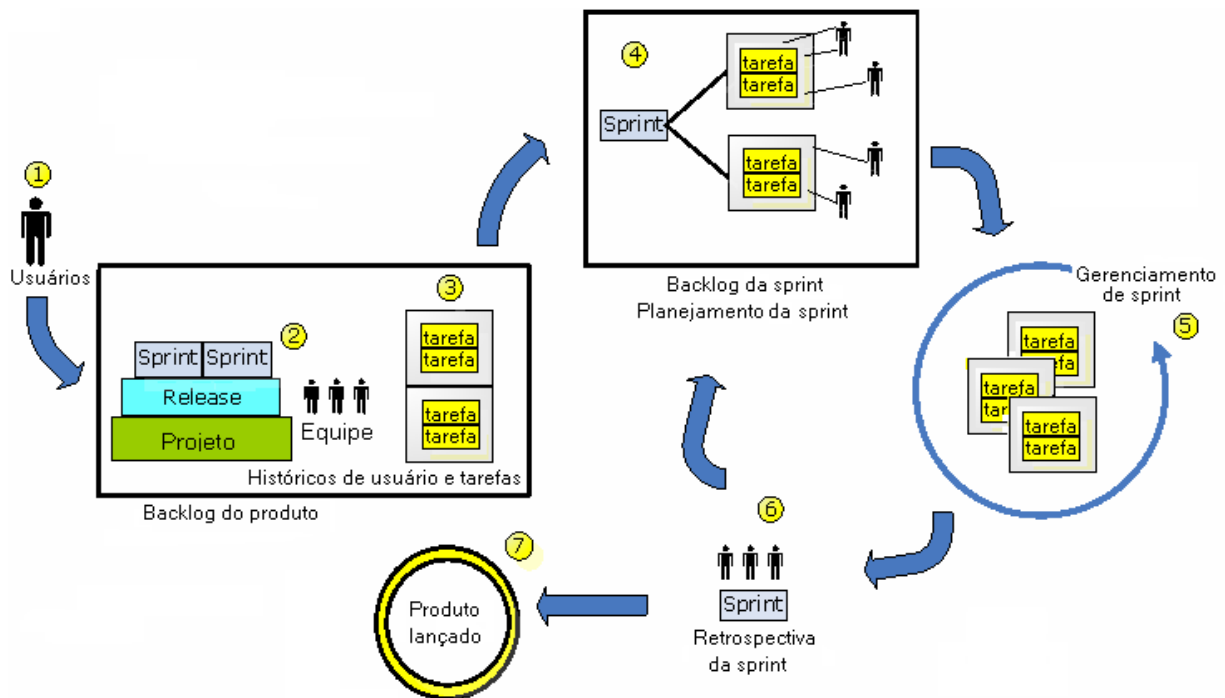 1
Usuários
2
Sprint Sprint
Release
Projeto
Equipe
3
tarefa
tarefa
tarefa
tarefa
Históricos de usuário e tarefas
Backlog do produto
4
Sprint
tarefa
tarefa
tarefa
tarefa
Backlog da sprint
Planejamento da sprint
Gerenciamento
de sprint
5
tarefa
tarefa
tarefa
tarefa
tarefa
6
Sprint
Retrospectiva
da sprint
7
Produto
lançado